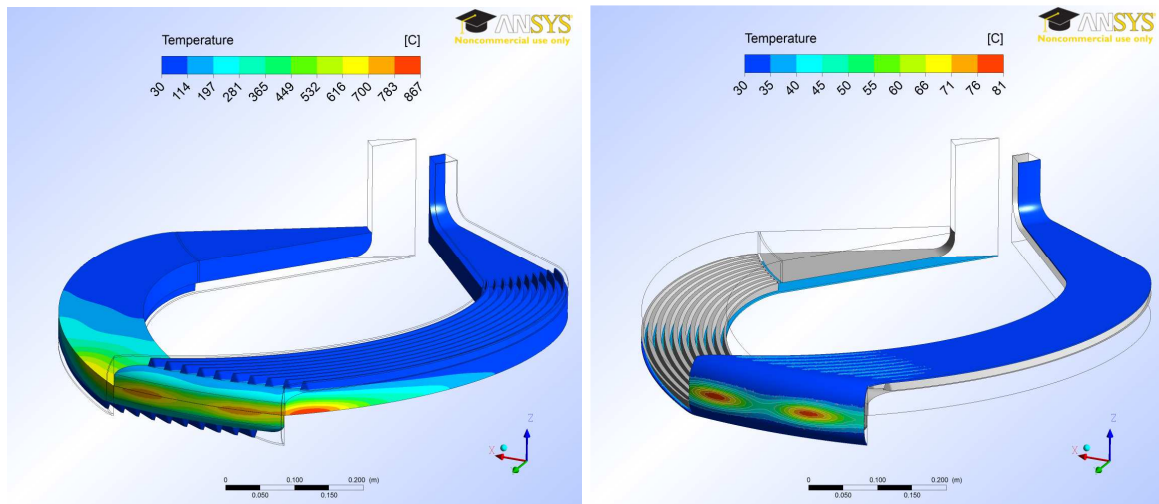 ANSYS
Noncommercial use only
Temperature [C]
30 114 197 281 365 449 532 616 700 783 867
Z
X
0 0.100 0.200 (m)
0.050 0.150
ANSYS
Noncommercial use only
Temperature [C]
30 35 40 45 50 55 60 66 71 76 81
Z
X
0 0.100 0.200 (m)
0.050 0.150